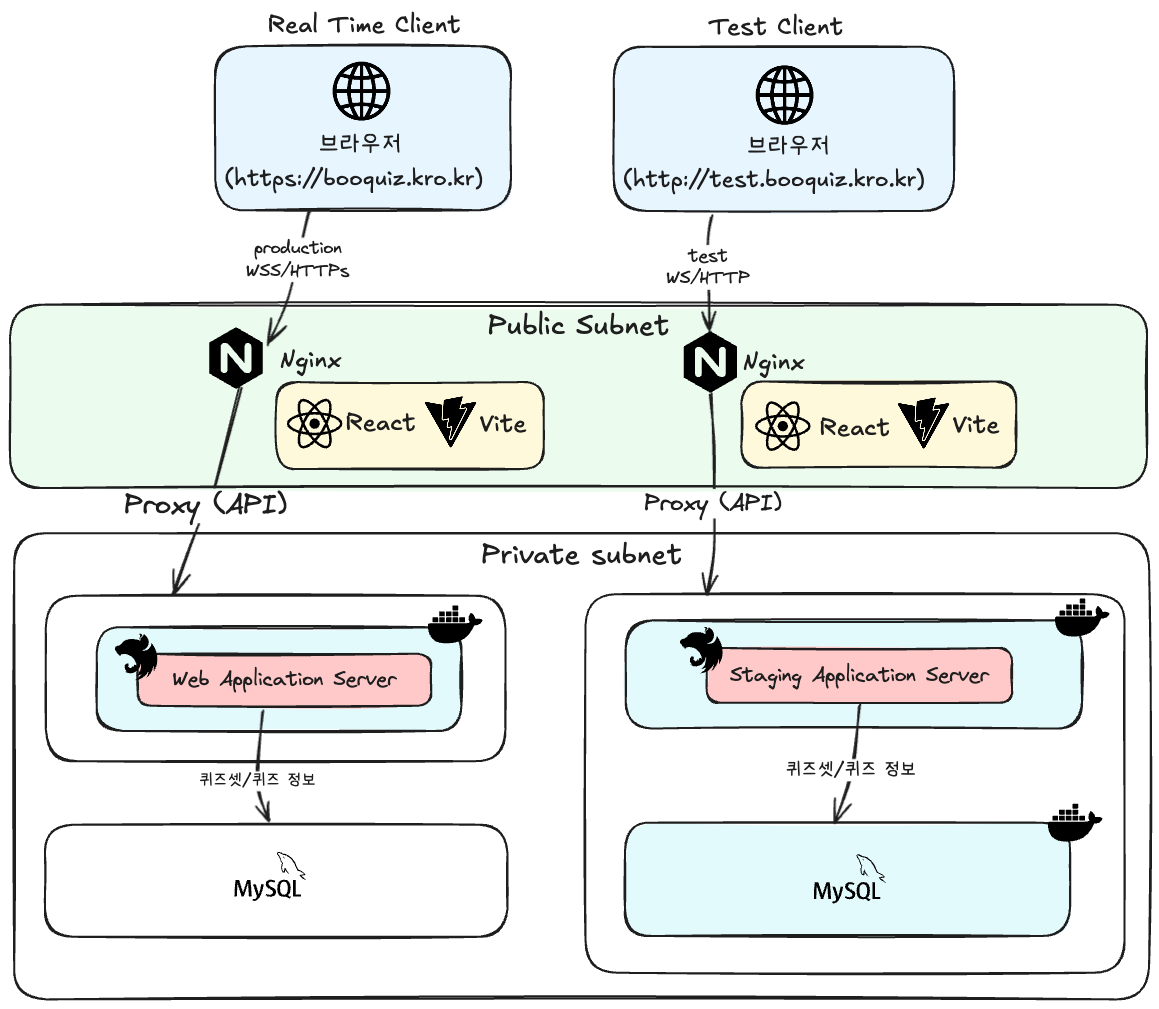 Real Time Client
Test Client
브라우저
(https://booquiz.kro.kr)
브라우저
(http://test.booquiz.kro.kr)
production
WSS/HTTPs
test
WS/HTTP
Public Subnet
Nginx
Nginx
React
Vite
React
Vite
Proxy (API)
Proxy (API)
Private subnet
Web Application Server
Staging Application Server
퀴즈셋/퀴즈 정보
퀴즈셋/퀴즈 정보
MySQL
MySQL